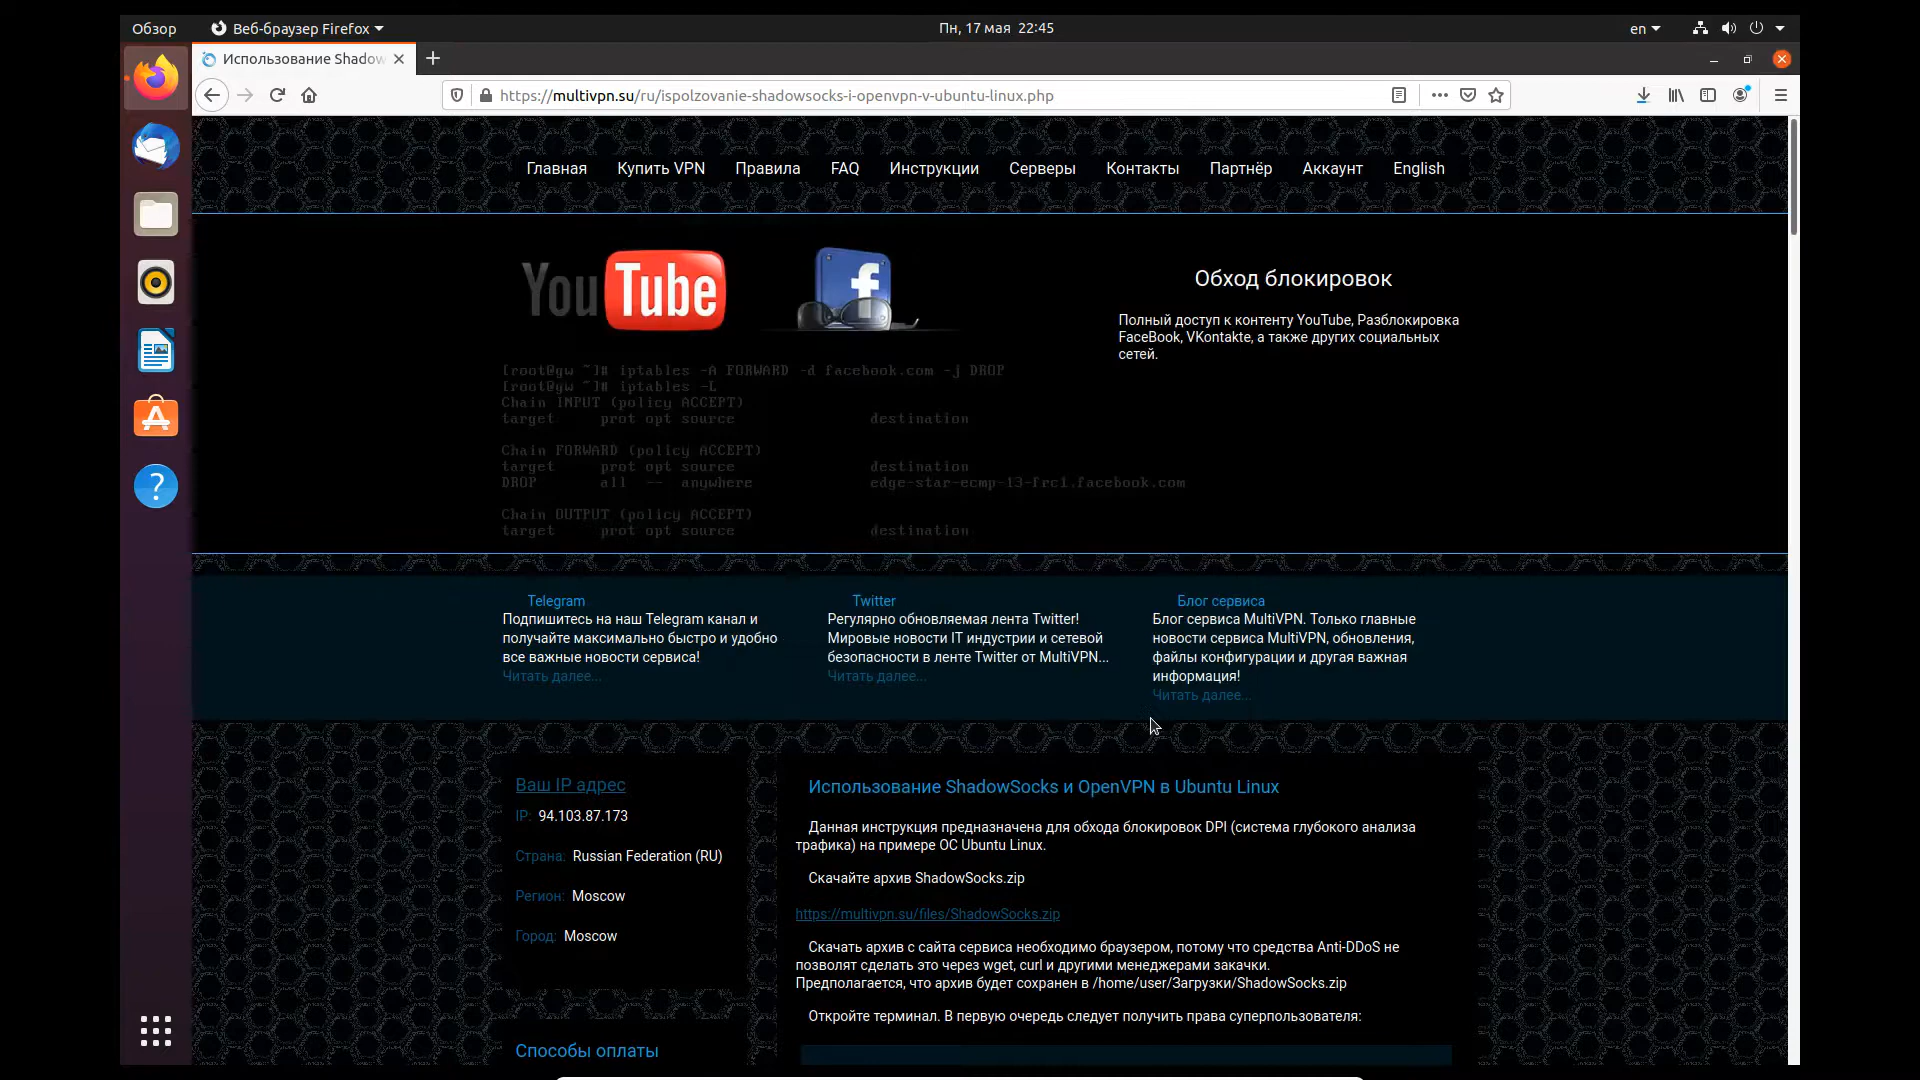 Обзор
Веб-браузер Firefox
Пн, 17 мая 22:45
en
Использование Shadow
https://multivpn.su/ru/ispolzovanie-shadowsocks-i-openvpn-v-ubuntu-linux.php
Главная Купить VPN Правила FAQ Инструкции Серверы Контакты Партнёр Аккаунт English
YouTube
f
Обход блокировок
Полный доступ к контенту YouTube, Разблокировка
FaceBook, VKontakte, а также других социальных
сетей.
[root@gw ~]# iptables -A FORWARD -d facebook.com -j DROP
[root@gw ~]# iptables -L
Chain INPUT (policy ACCEPT)
target prot opt source destination
Chain FORWARD (policy ACCEPT)
target prot opt source destination
DROP all -- anywhere edge-star-ecmp-13-frc1.facebook.com
Chain OUTPUT (policy ACCEPT)
target prot opt source destination
Telegram
Подпишитесь на наш Telegram канал и
получайте максимально быстро и удобно
все важные новости сервиса!
Читать далее...
Twitter
Регулярно обновляемая лента Twitter!
Мировые новости IT индустрии и сетевой
безопасности в ленте Twitter от MultiVPN...
Читать далее...
Блог сервиса
Блог сервиса MultiVPN. Только главные
новости сервиса MultiVPN, обновления,
файлы конфигурации и другая важная
информация!
Читать далее...
Ваш IP адрес
IP: 94.103.87.173
Страна: Russian Federation (RU)
Регион: Moscow
Город: Moscow
Способы оплаты
Использование ShadowSocks и OpenVPN в Ubuntu Linux
Данная инструкция предназначена для обхода блокировок DPI (система глубокого анализа
трафика) на примере ОС Ubuntu Linux.
Скачайте архив ShadowSocks.zip
https://multivpn.su/files/ShadowSocks.zip
Скачать архив с сайта сервиса необходимо браузером, потому что средства Anti-DDoS не
позволят сделать это через wget, curl и другими менеджерами закачки.
Предполагается, что архив будет сохранен в /home/user/Загрузки/ShadowSocks.zip
Откройте терминал. В первую очередь следует получить права суперпользователя: